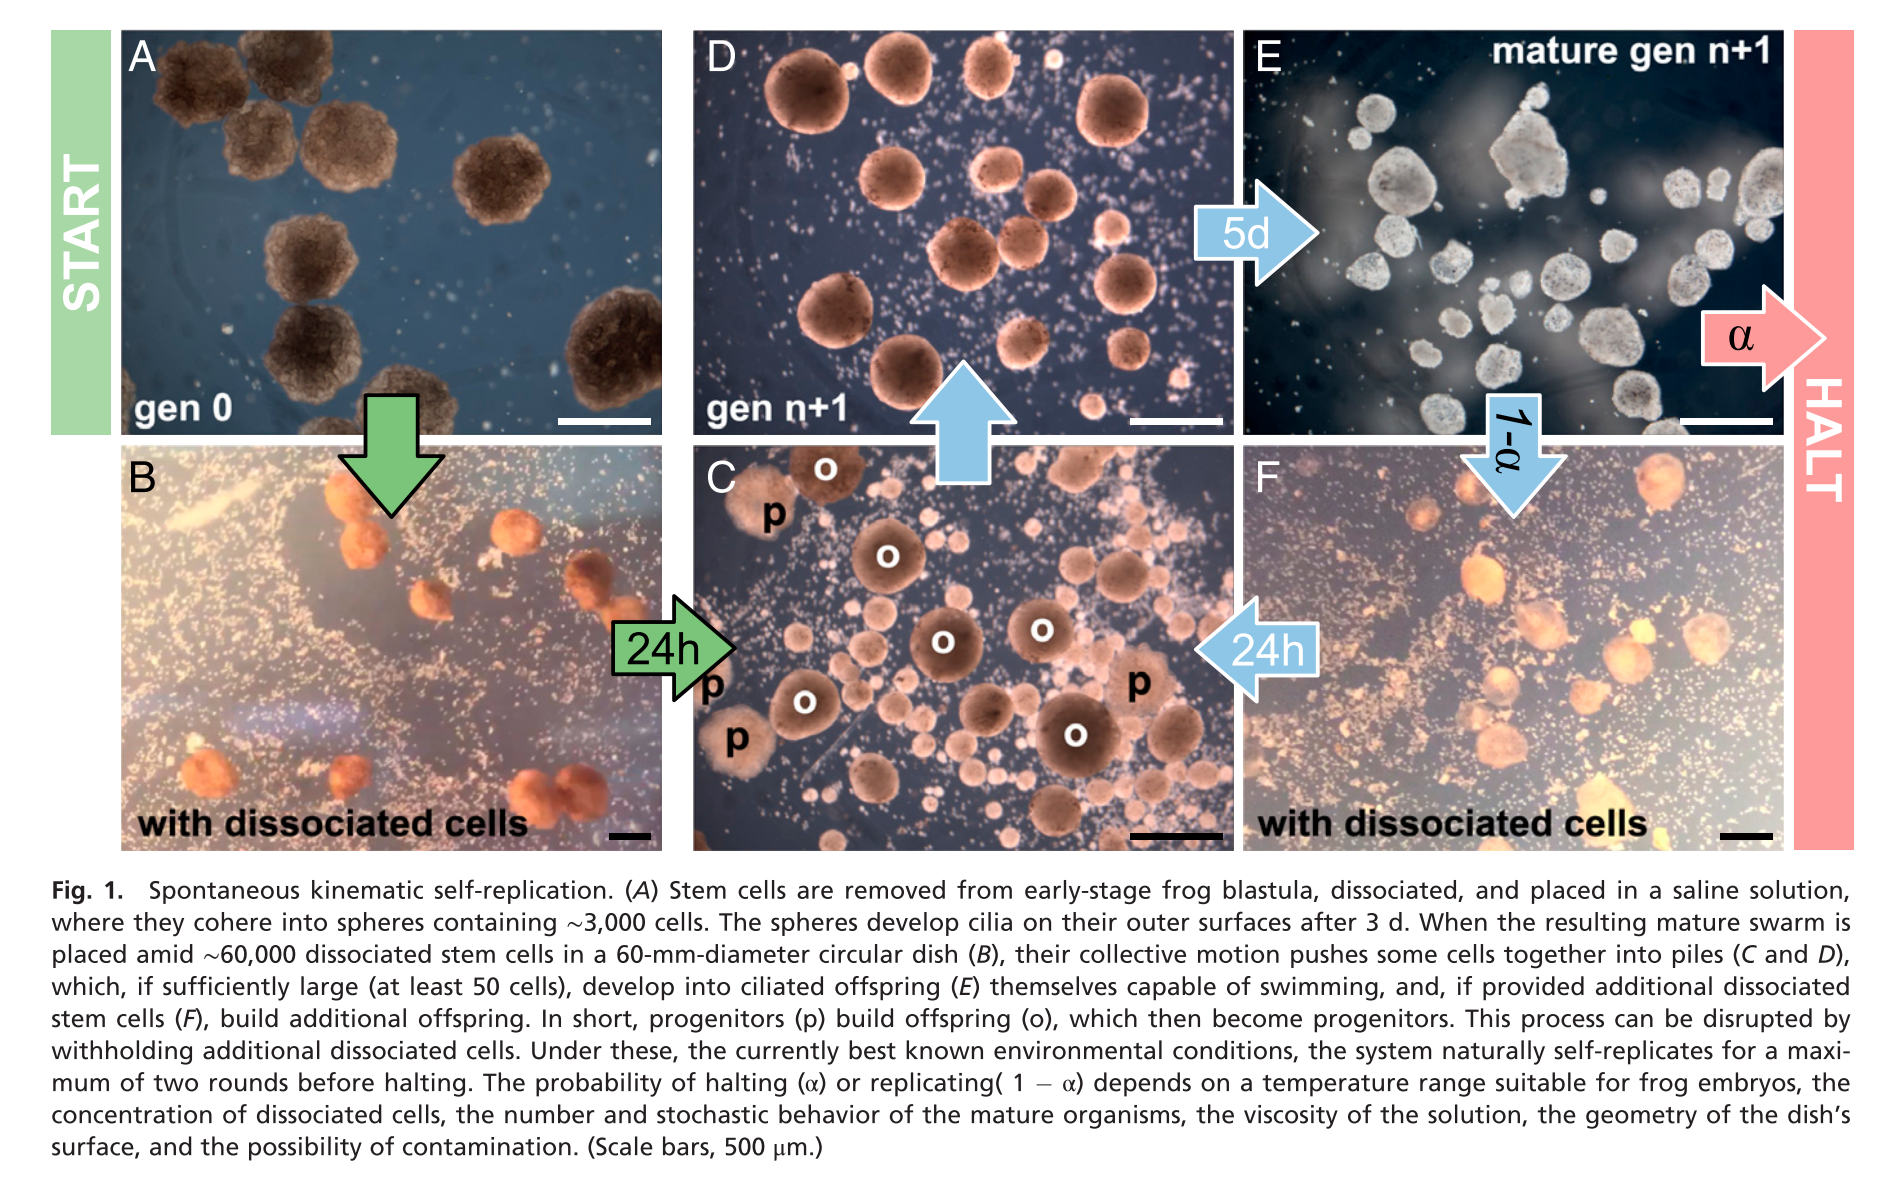 START
A
gen 0
B
with dissociated cells
24h
D
gen n+1
C
o
p
o
o
o
p
p
o
p
o
E
mature gen n+1
5d
α
1-α
F
24h
with dissociated cells
HALT
Fig. 1. Spontaneous kinematic self-replication. (A) Stem cells are removed from early-stage frog blastula, dissociated, and placed in a saline solution,
where they cohere into spheres containing ∼3,000 cells. The spheres develop cilia on their outer surfaces after 3 d. When the resulting mature swarm is
placed amid ∼60,000 dissociated stem cells in a 60-mm-diameter circular dish (B), their collective motion pushes some cells together into piles (C and D),
which, if sufficiently large (at least 50 cells), develop into ciliated offspring (E) themselves capable of swimming, and, if provided additional dissociated
stem cells (F), build additional offspring. In short, progenitors (p) build offspring (o), which then become progenitors. This process can be disrupted by
withholding additional dissociated cells. Under these, the currently best known environmental conditions, the system naturally self-replicates for a maxi-
mum of two rounds before halting. The probability of halting (α) or replicating( 1 − α) depends on a temperature range suitable for frog embryos, the
concentration of dissociated cells, the number and stochastic behavior of the mature organisms, the viscosity of the solution, the geometry of the dish's
surface, and the possibility of contamination. (Scale bars, 500 μm.)